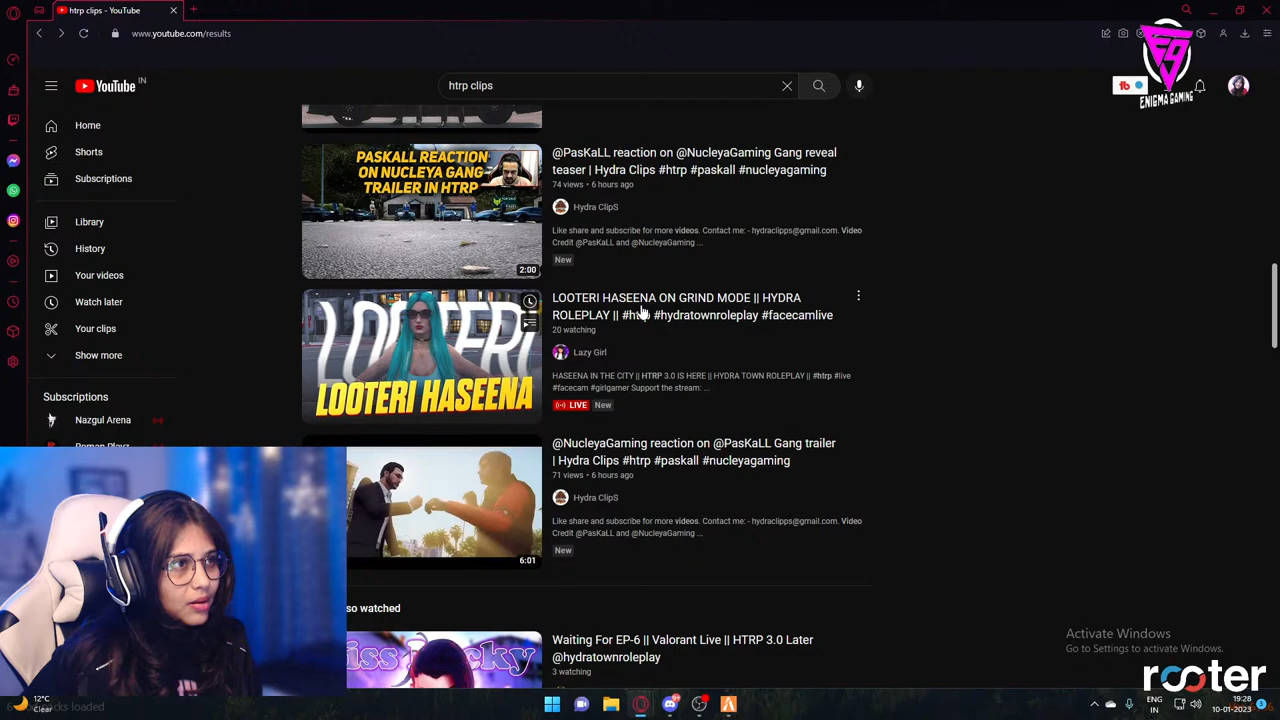 htrp clips - YouTube
www.youtube.com/results
ENIGMA GAMING
YouTube IN
htrp clips
Home
Shorts
Subscriptions
Library
History
Your videos
Watch later
Your clips
Show more
Subscriptions
Nazgul Arena
Roman Playz
PASKALL REACTION
ON NUCLEYA GANG
TRAILER IN HTRP
2:00
@PasKaLL reaction on @NucleyaGaming Gang reveal
teaser | Hydra Clips #htrp #paskall #nucleyagaming
74 views • 6 hours ago
Hydra ClipS
Like share and subscribe for more videos. Contact me: - hydraclipps@gmail.com. Video
Credit @PasKaLL and @NucleyaGaming ...
New
LOOTERI
LOOTERI HASEENA
LOOTERI HASEENA ON GRIND MODE || HYDRA
ROLEPLAY || #htrp #hydratownroleplay #facecamlive
20 watching
Lazy Girl
HASEENA IN THE CITY || HTRP 3.0 IS HERE || HYDRA TOWN ROLEPLAY || #htrp #live
#facecam #girlgamer Support the stream: ...
LIVE New
6:01
@NucleyaGaming reaction on @PasKaLL Gang trailer
| Hydra Clips #htrp #paskall #nucleyagaming
71 views • 6 hours ago
Hydra ClipS
Like share and subscribe for more videos. Contact me: - hydraclipps@gmail.com. Video
Credit @PasKaLL and @NucleyaGaming ...
New
so watched
Waiting For EP-6 || Valorant Live || HTRP 3.0 Later
@hydratownroleplay
3 watching
Activate Windows
Go to Settings to activate Windows.
rooter
12°C
Clear
packs loaded
ENG
IN
19:28
10-01-2023